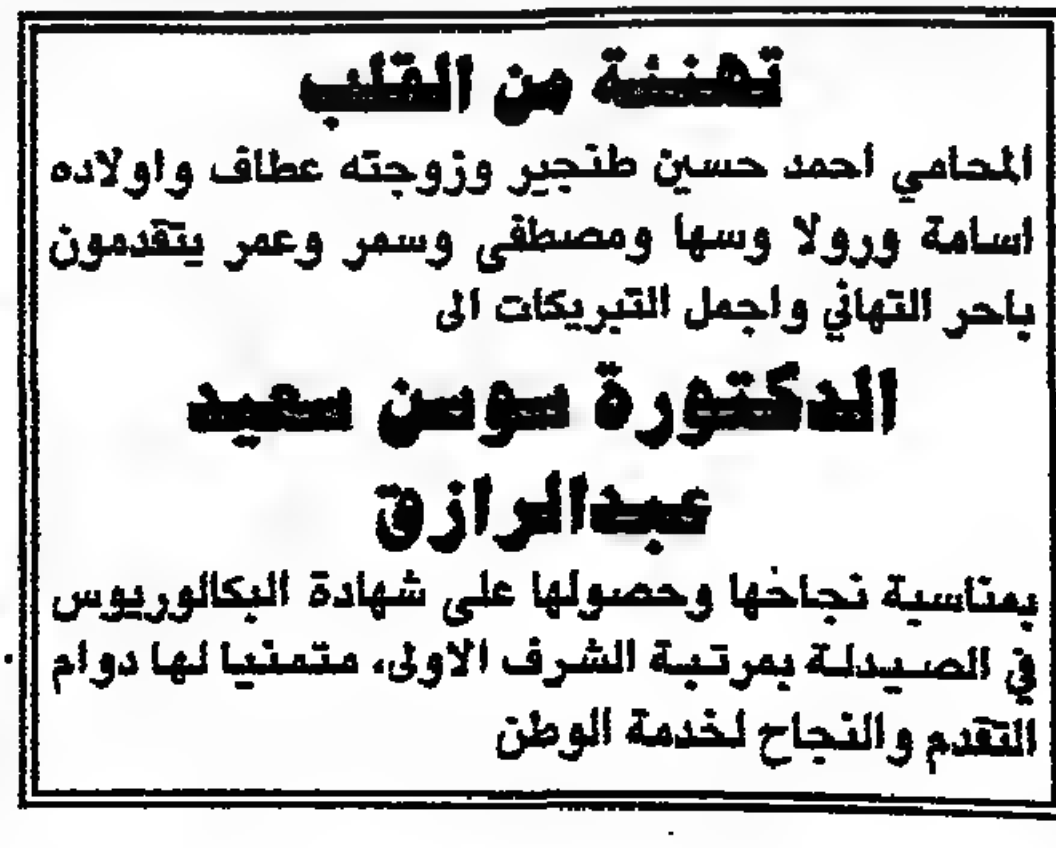 تهنئة من القلب
المحامي احمد حسين طنجير وزوجته عطاف واولاده
اسامة ورولا وسها ومصطفى وسمر وعمر يتقدمون
باحر التهاني واجمل التبريكات الى
الدكتورة سوسن سعيد
عبدالرازق
بمناسبة نجاحها وحصولها على شهادة البكالوريوس
في الصيدلة بمرتبة الشرف الاولى، متمنيا لها دوام
التقدم والنجاح لخدمة الوطن